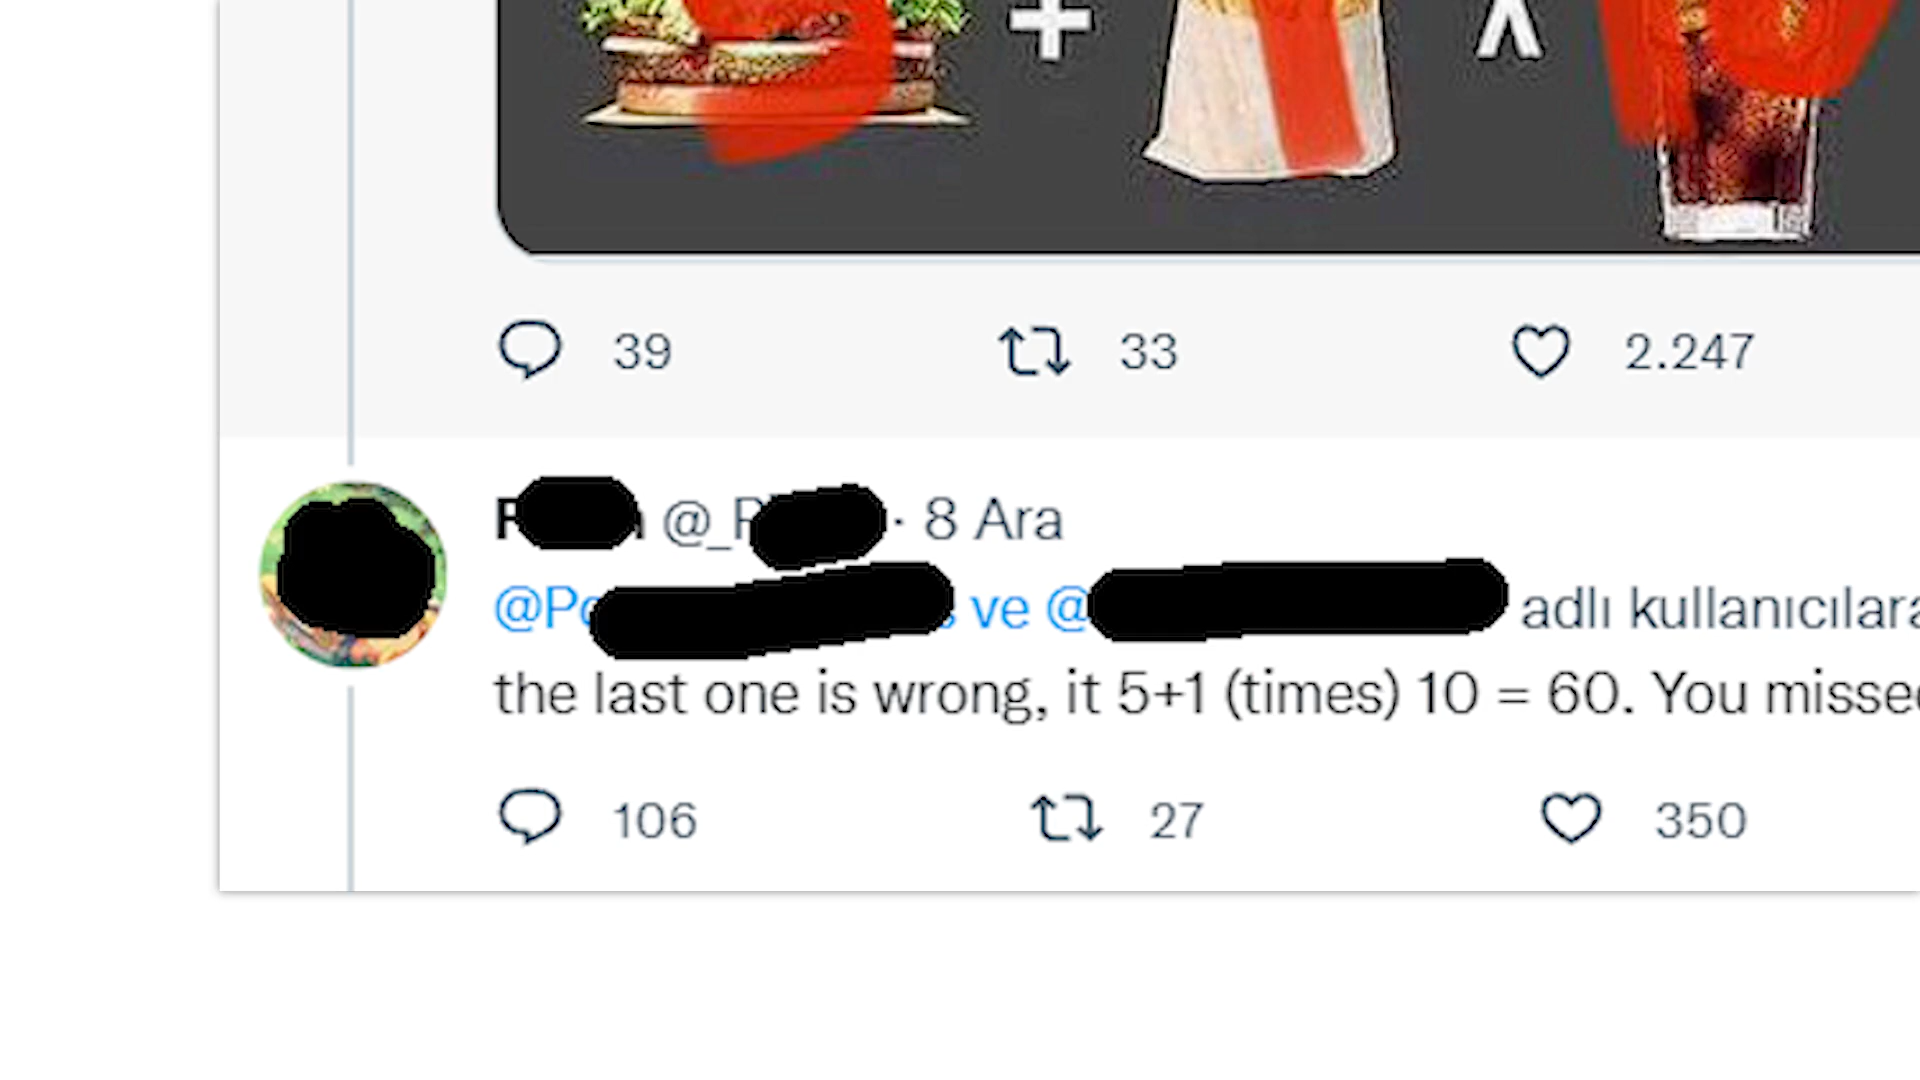 +
39 33 2.247
@_ · 8 Ara
ve @ adlı kullanıcılara
the last one is wrong, it 5+1 (times) 10 = 60. You missed
106 27 350